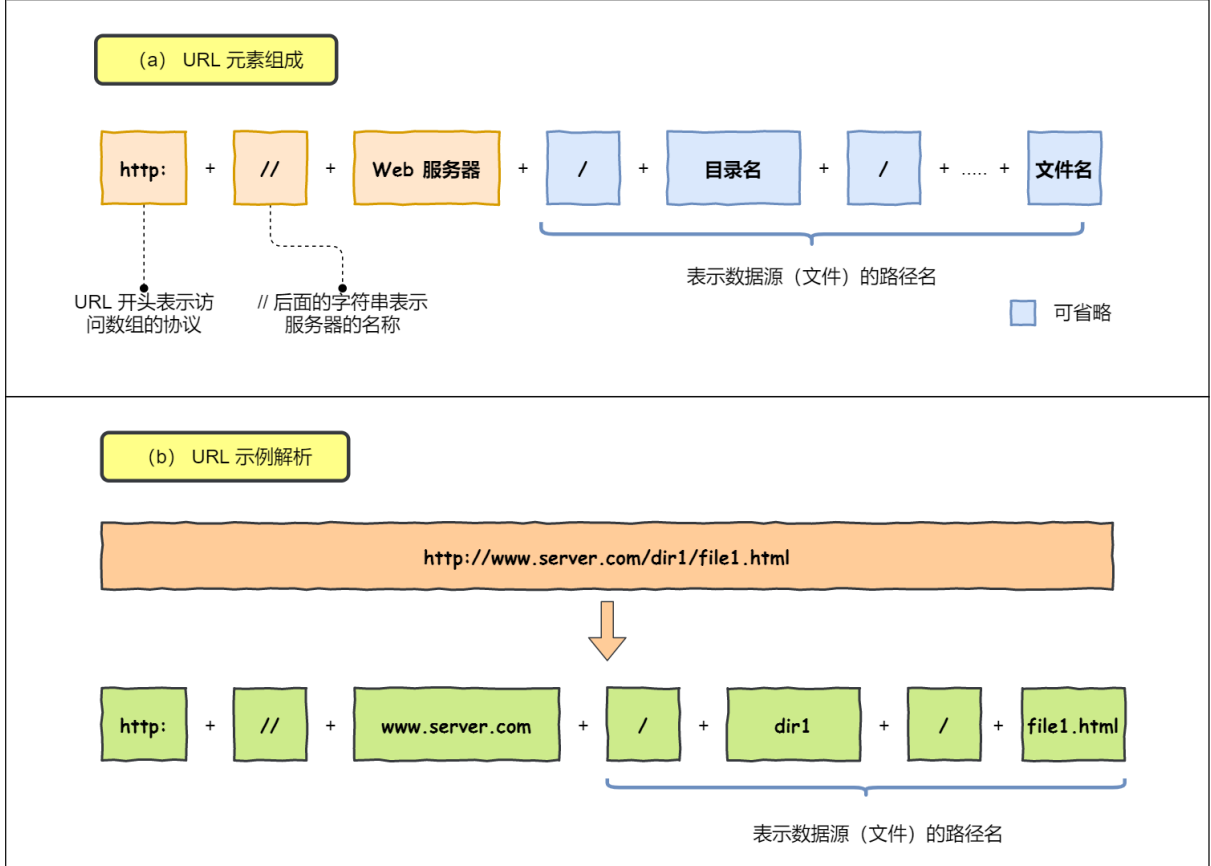 (a) URL 元素组成
http: + // + Web 服务器 + / + 目录名 + / + ..... + 文件名
URL 开头表示访
问数组的协议
// 后面的字符串表示
服务器的名称
表示数据源（文件）的路径名
可省略
(b) URL 示例解析
http://www.server.com/dir1/file1.html
http: + // + www.server.com + / + dir1 + / + file1.html
表示数据源（文件）的路径名